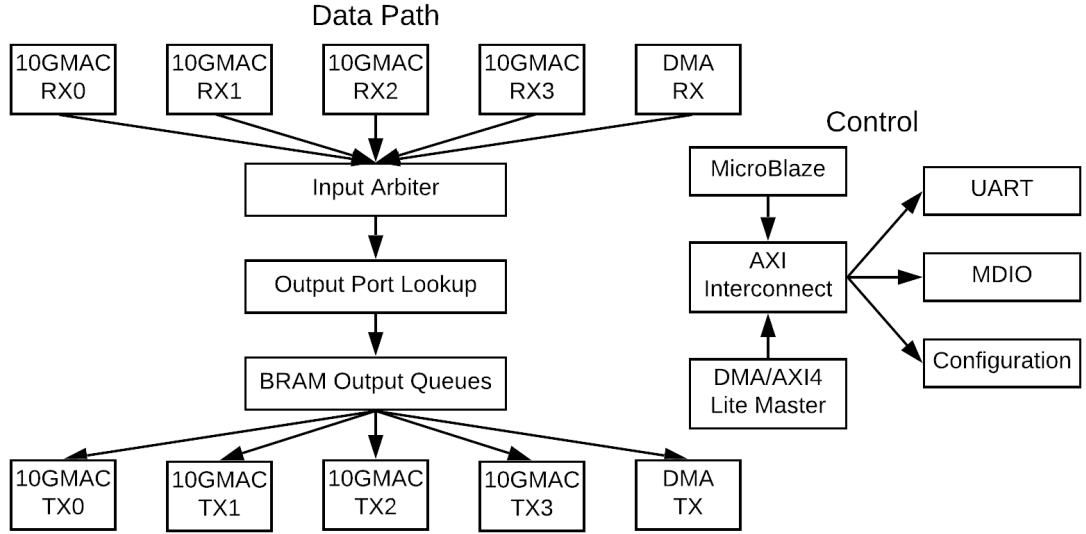 Data Path
10GMAC
RX0
10GMAC
RX1
10GMAC
RX2
10GMAC
RX3
DMA
RX
Input Arbiter
Output Port Lookup
BRAM Output Queues
10GMAC
TX0
10GMAC
TX1
10GMAC
TX2
10GMAC
TX3
DMA
TX
Control
MicroBlaze
AXI
Interconnect
DMA/AXI4
Lite Master
UART
MDIO
Configuration